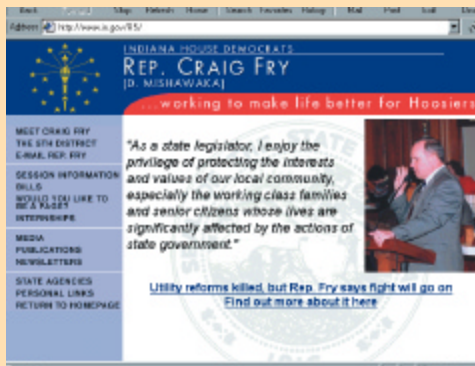 Back
Stop
Refresh
Home
Search
Favorites
History
Mail
Print
Edit
Address
http://www.in.gov/R5/
INDIANA HOUSE DEMOCRATS
REP. CRAIG FRY
[D. MISHAWAKA]
...working to make life better for Hoosiers
MEET CRAIG FRY
THE 5TH DISTRICT
E-MAIL REP. FRY
SESSION INFORMATION
BILLS
WOULD YOU LIKE TO
BE A PAGE?
INTERNSHIPS
MEDIA
PUBLICATIONS
NEWSLETTERS
STATE AGENCIES
PERSONAL LINKS
RETURN TO HOMEPAGE
"As a state legislator, I enjoy the
privilege of protecting the interests
and values of our local community,
especially the working class families
and senior citizens whose lives are
significantly affected by the actions of
state government."
Utility reforms killed, but Rep. Fry says fight will go on
Find out more about it here